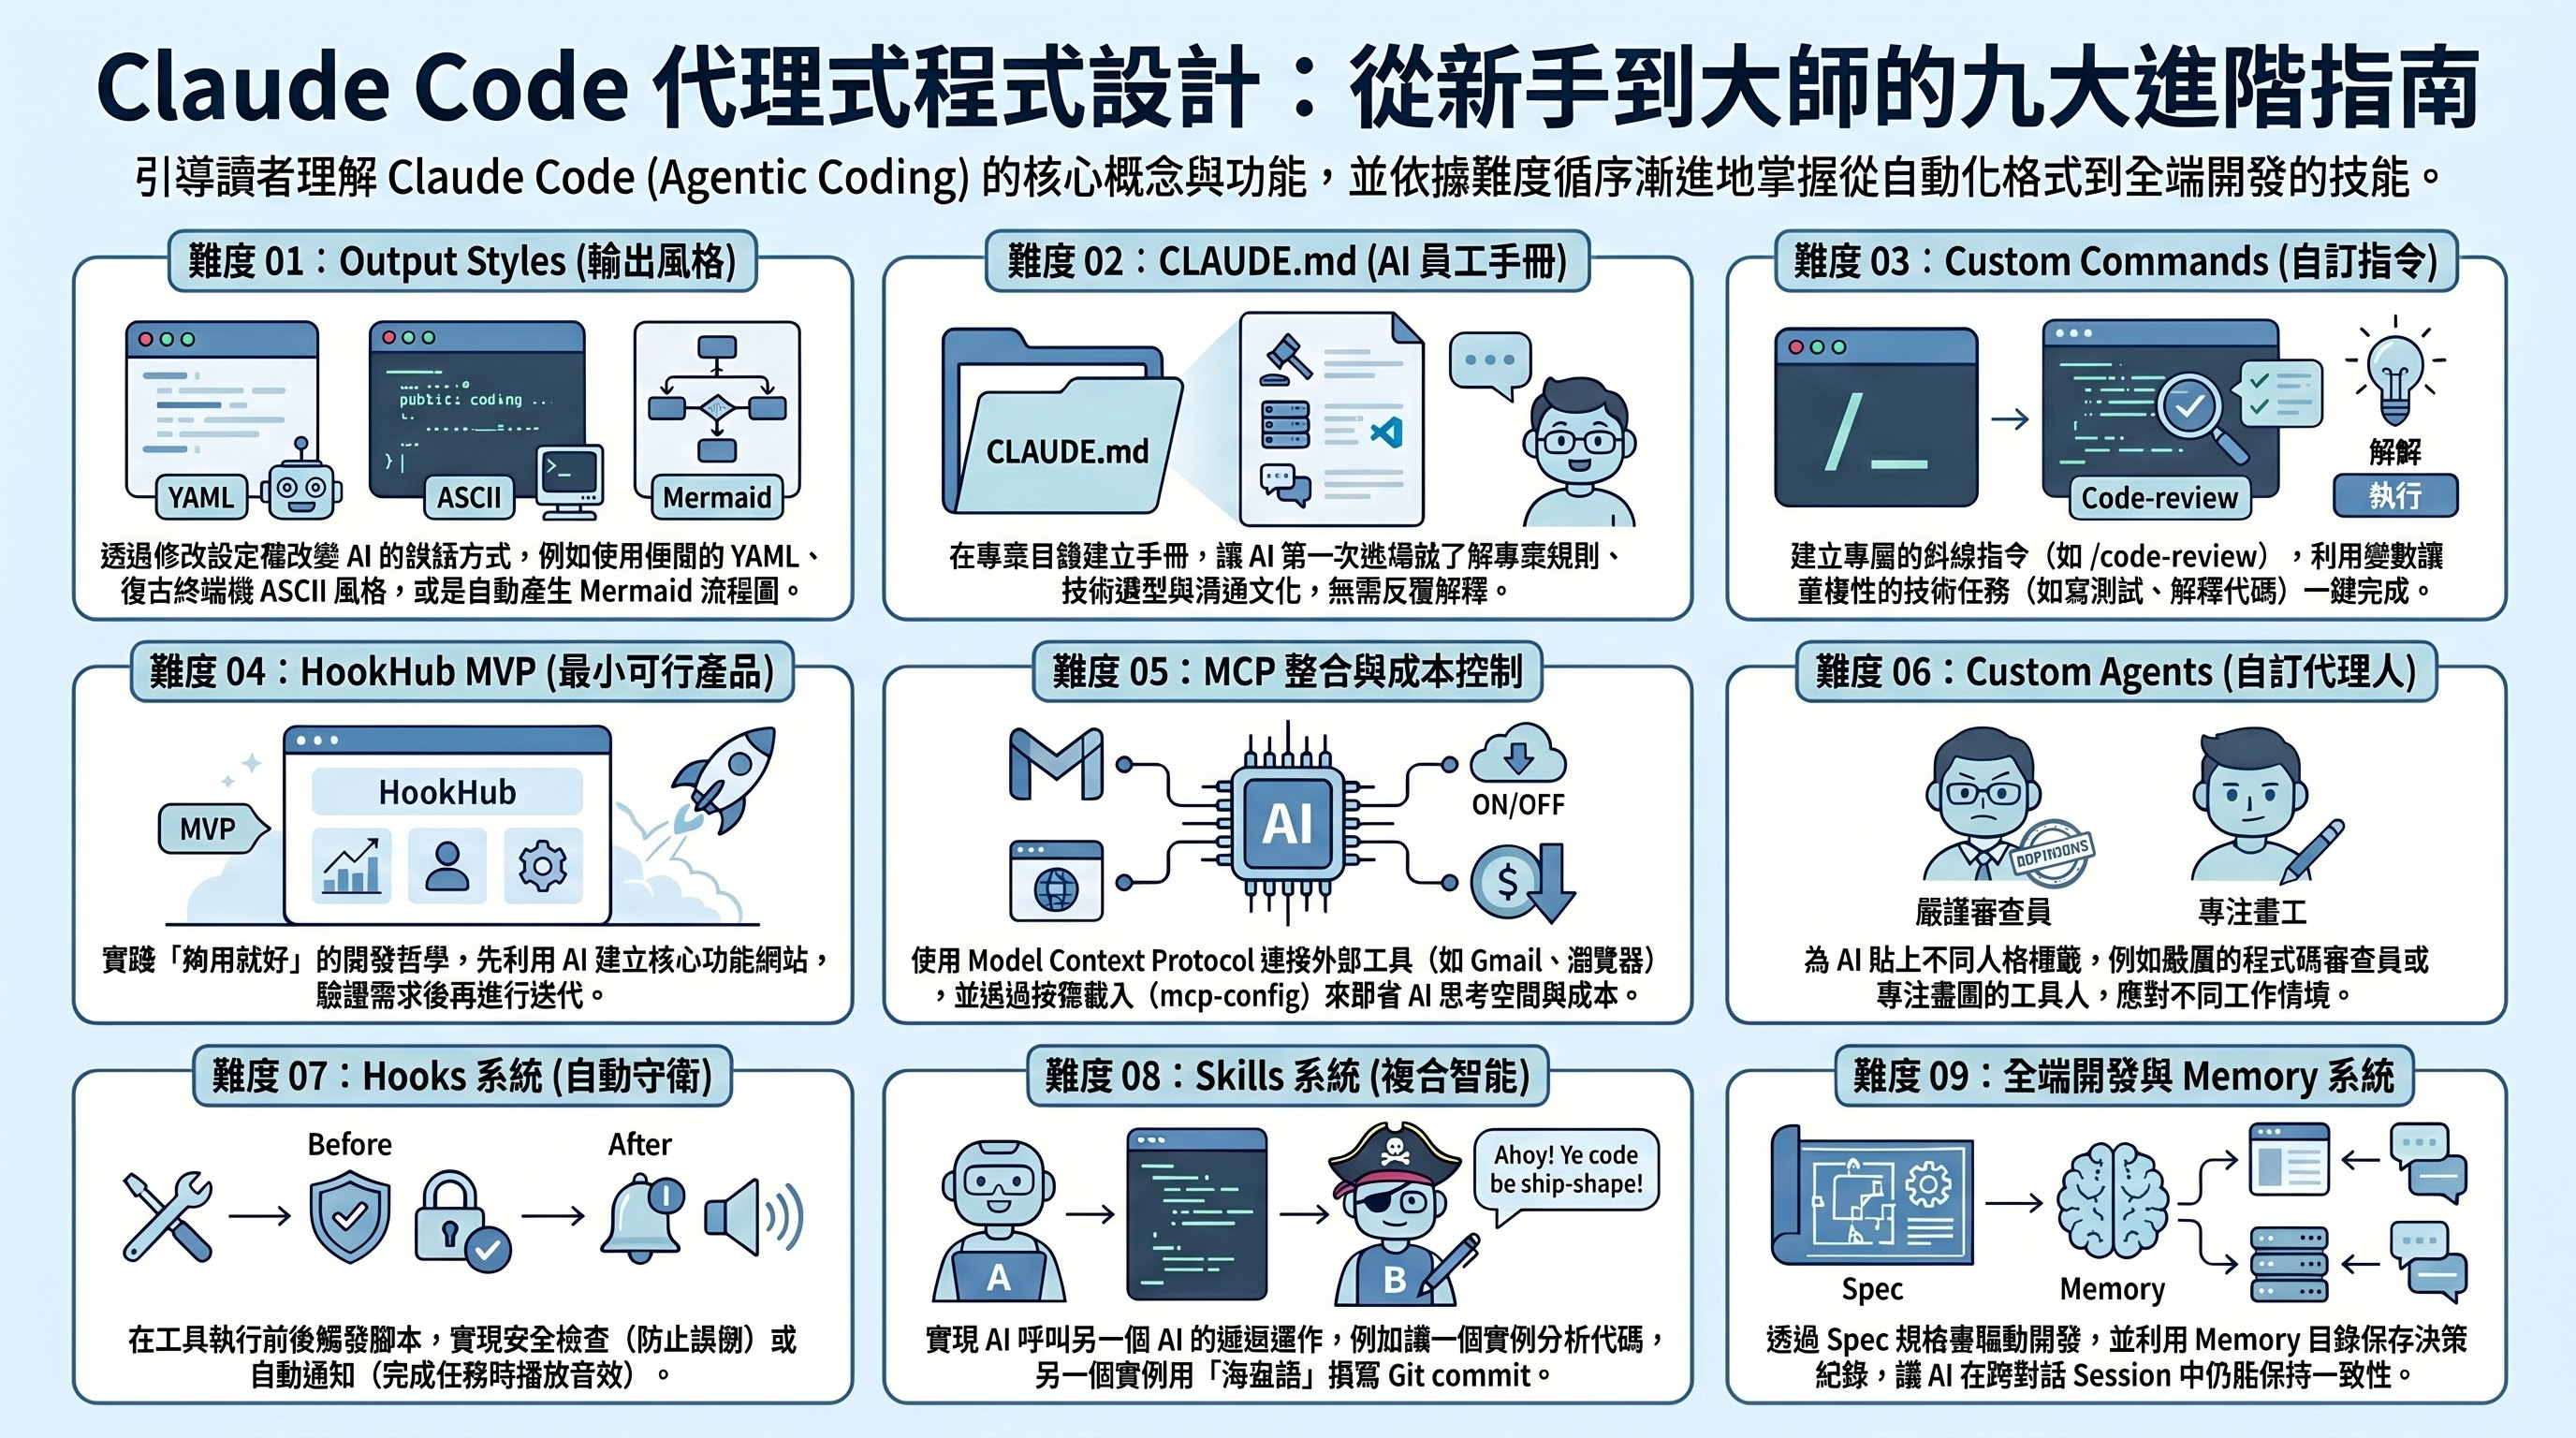 Claude Code 代理式程式設計：從新手到大師的九大進階指南
引導讀者理解 Claude Code (Agentic Coding) 的核心概念與功能，並依據難度循序漸進地掌握從自動化格式到全端開發的技能。
難度 01：Output Styles (輸出風格)
public: coding ...
YAML
ASCII
>_
Mermaid
透過修改設定檔改變 AI 的說話方式，例如使用便閱的 YAML、
復古終端機 ASCII 風格，或是自動產生 Mermaid 流程圖。
難度 02：CLAUDE.md (AI 員工手冊)
CLAUDE.md
在專案目錄建立手冊，讓 AI 第一次進場就了解專案規則、
技術選型與溝通文化，無需反覆解釋。
難度 03：Custom Commands (自訂指令)
/_
Code-review
解解
執行
建立專屬的斜線指令（如 /code-review），利用變數讓
重複性的技術任務（如寫測試、解釋代碼）一鍵完成。
難度 04：HookHub MVP (最小可行產品)
MVP
HookHub
實踐「夠用就好」的開發哲學，先利用 AI 建立核心功能網站，
驗證需求後再進行迭代。
難度 05：MCP 整合與成本控制
AI
ON/OFF
$
使用 Model Context Protocol 連接外部工具（如 Gmail、瀏覽器）
，並透過按需載入（mcp-config）來節省 AI 思考空間與成本。
難度 06：Custom Agents (自訂代理人)
嚴謹審查員
專注畫工
為 AI 貼上不同人格標籤，例如嚴厲的程式碼審查員或
專注畫圖的工具人，應對不同工作情境。
難度 07：Hooks 系統 (自動守衛)
Before
After
在工具執行前後觸發腳本，實現安全檢查（防止誤刪）或
自動通知（完成任務時播放音效）。
難度 08：Skills 系統 (複合智能)
A
B
Ahoy! Ye code
be ship-shape!
實現 AI 呼叫另一個 AI 的遞迴運作，例如讓一個實例分析代碼，
另一個實例用「海盜語」撰寫 Git commit。
難度 09：全端開發與 Memory 系統
Spec
Memory
透過 Spec 規格書驅動開發，並利用 Memory 目錄保存決策
紀錄，讓 AI 在跨對話 Session 中仍能保持一致性。